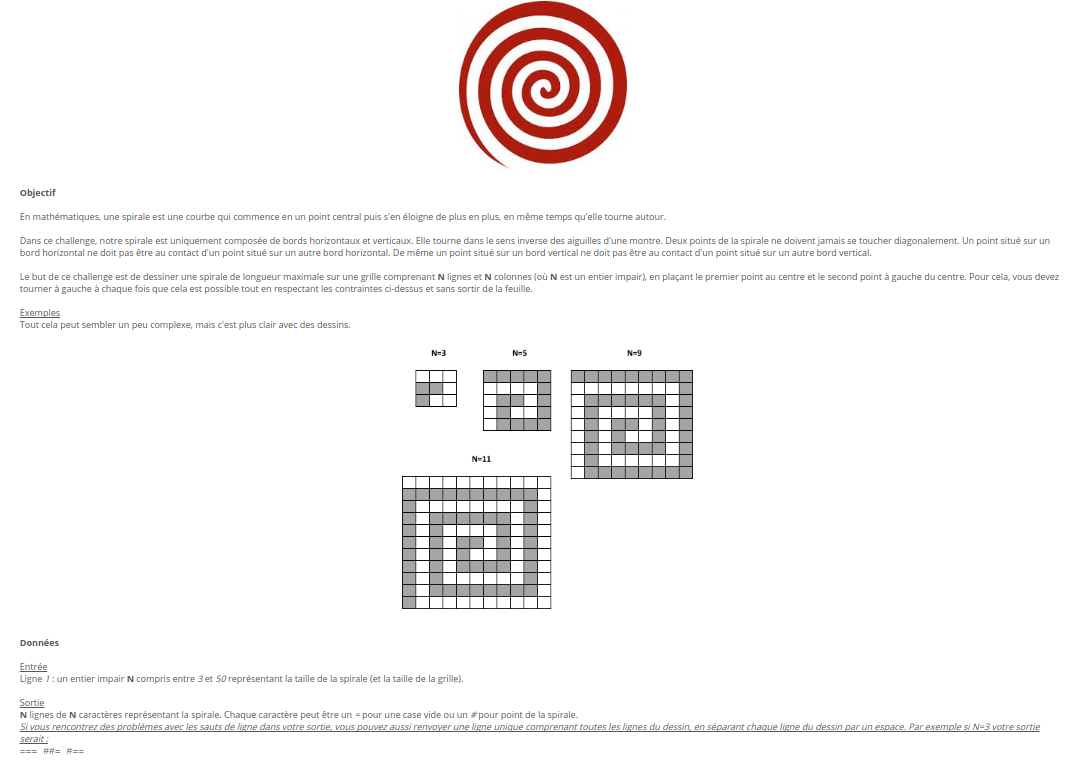 Objectif
En mathématiques, une spirale est une courbe qui commence en un point central puis s'en éloigne de plus en plus, en même temps qu'elle tourne autour.
Dans ce challenge, notre spirale est uniquement composée de bords horizontaux et verticaux. Elle tourne dans le sens inverse des aiguilles d'une montre. Deux points de la spirale ne doivent jamais se toucher diagonalement. Un point situé sur un
bord horizontal ne doit pas être au contact d'un point situé sur un autre bord horizontal. De même un point situé sur un bord vertical ne doit pas être au contact d'un point situé sur un autre bord vertical.
Le but de ce challenge est de dessiner une spirale de longueur maximale sur une grille comprenant N lignes et N colonnes (où N est un entier impair), en plaçant le premier point au centre et le second point à gauche du centre. Pour cela, vous devez
tourner à gauche à chaque fois que cela est possible tout en respectant les contraintes ci-dessus et sans sortir de la feuille.
Exemples
Tout cela peut sembler un peu complexe, mais c'est plus clair avec des dessins.
N=3 N=5 N=9
N=11
Données
Entrée
Ligne 1 : un entier impair N compris entre 3 et 50 représentant la taille de la spirale (et la taille de la grille).
Sortie
N lignes de N caractères représentant la spirale. Chaque caractère peut être un = pour une case vide ou un # pour point de la spirale.
Si vous rencontrez des problèmes avec les sauts de ligne dans votre sortie, vous pouvez aussi renvoyer une ligne unique comprenant toutes les lignes du dessin, en séparant chaque ligne du dessin par un espace. Par exemple si N=3 votre sortie
serait :
=== ##= #==